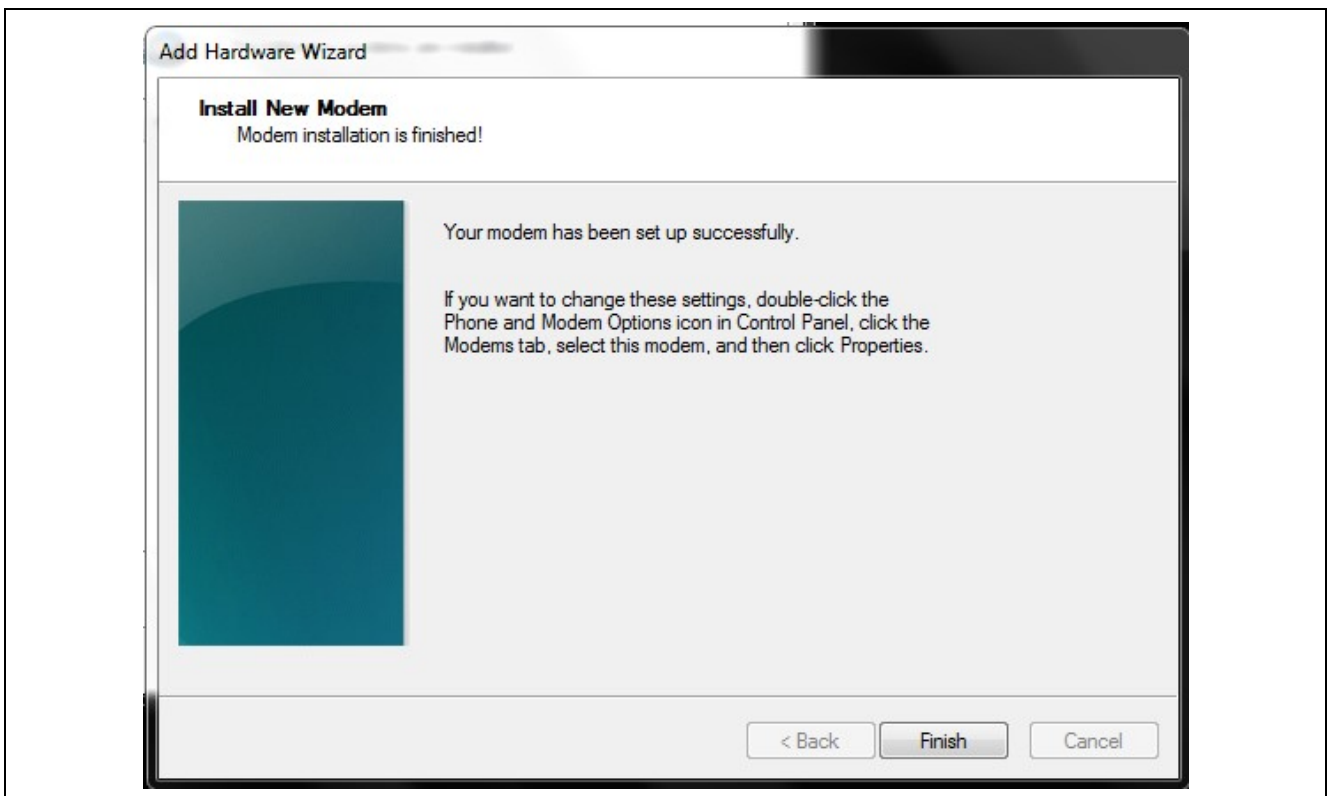 Add Hardware Wizard
Install New Modem
Modem installation is finished!
Your modem has been set up successfully.
If you want to change these settings, double-click the
Phone and Modem Options icon in Control Panel, click the
Modems tab, select this modem, and then click Properties.
< Back Finish Cancel